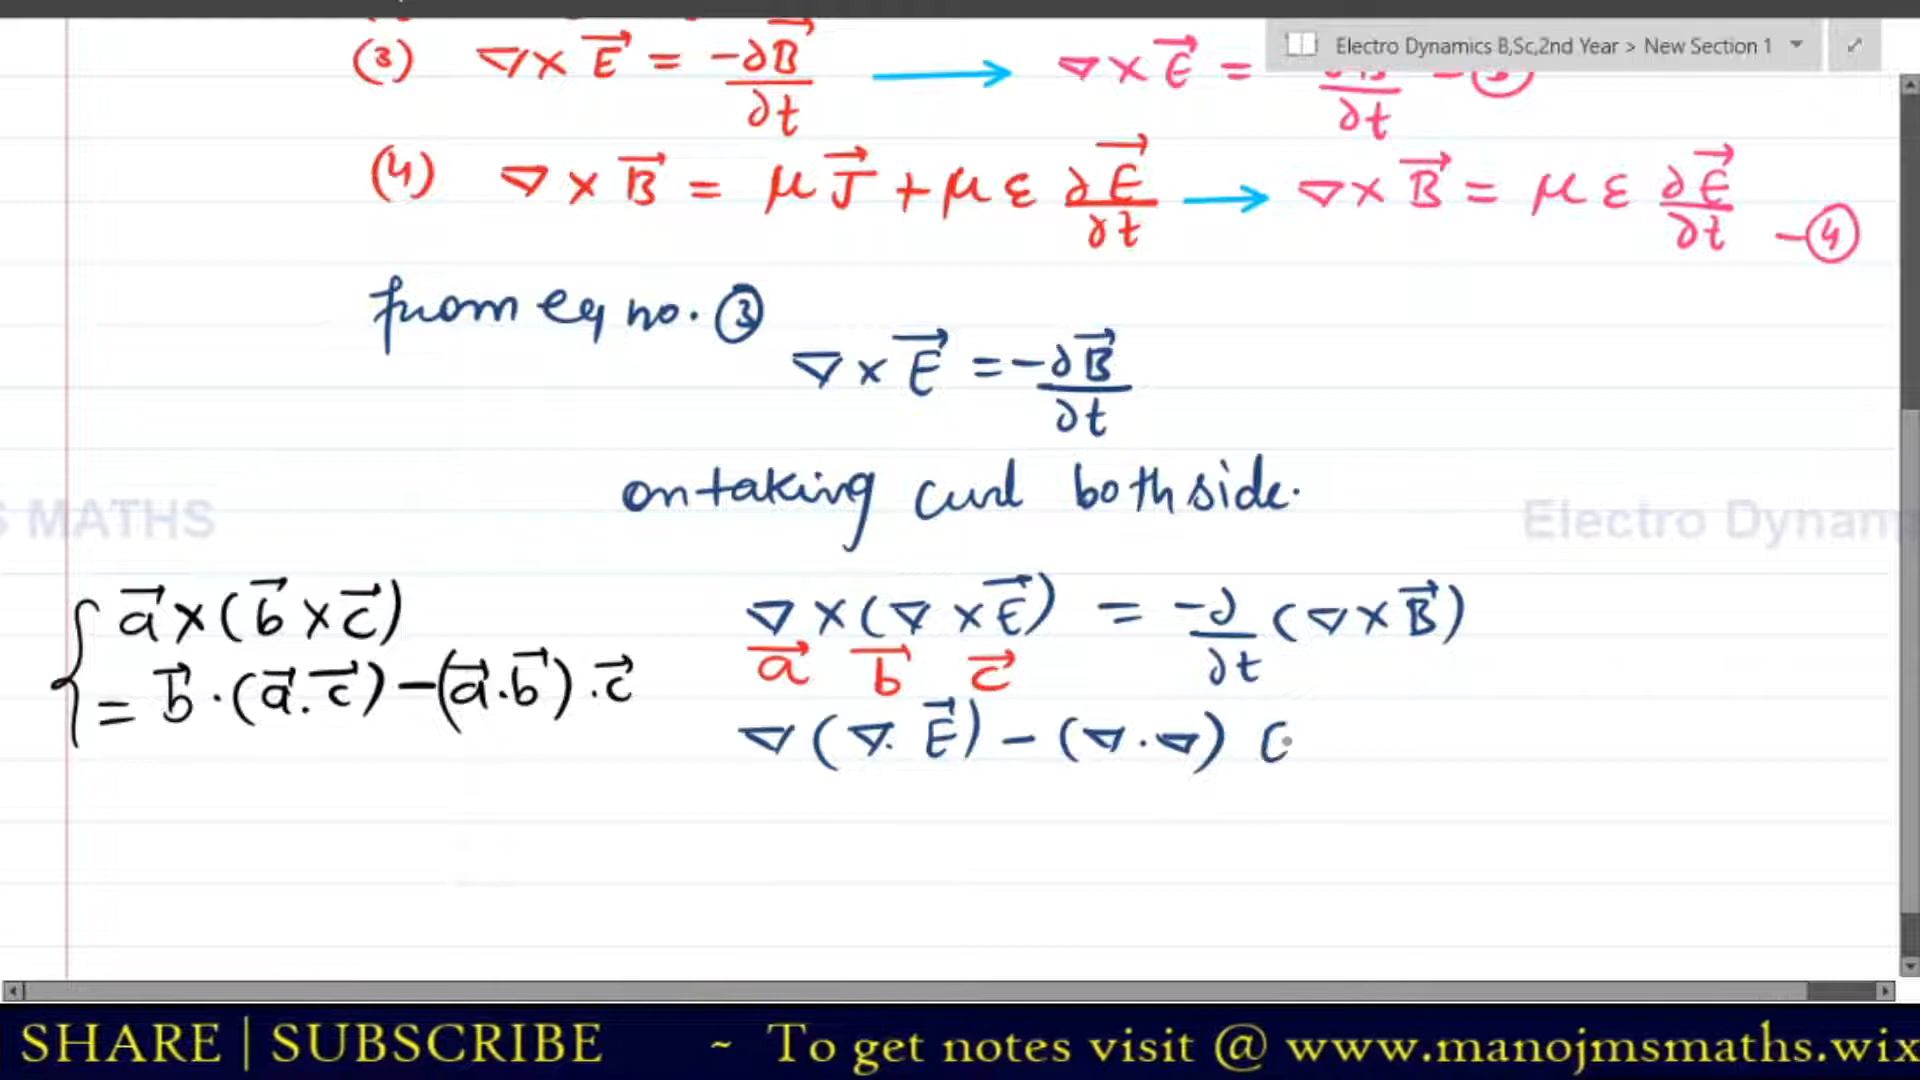 Electro Dynamics B,Sc,2nd Year > New Section 1
(3) ∇×E⃗ = -∂B⃗/∂t → ∇×E⃗ = ∂B⃗/∂t -③
(4) ∇×B⃗ = μJ⃗ + με ∂E⃗/∂t → ∇×B⃗ = με ∂E⃗/∂t -④
from eq no. ③
∇×E⃗ = -∂B⃗/∂t
on taking curl both side.
S MATHS
Electro Dynam
{a⃗×(b⃗×c⃗)
= b⃗·(a⃗.c⃗)-(a⃗.b⃗).c⃗
∇×(∇×E⃗) = -∂/∂t (∇×B⃗)
a⃗ b⃗ c⃗
∇(∇.E⃗)-(∇.∇)
SHARE | SUBSCRIBE ~ To get notes visit @ www.manojmsmaths.wix